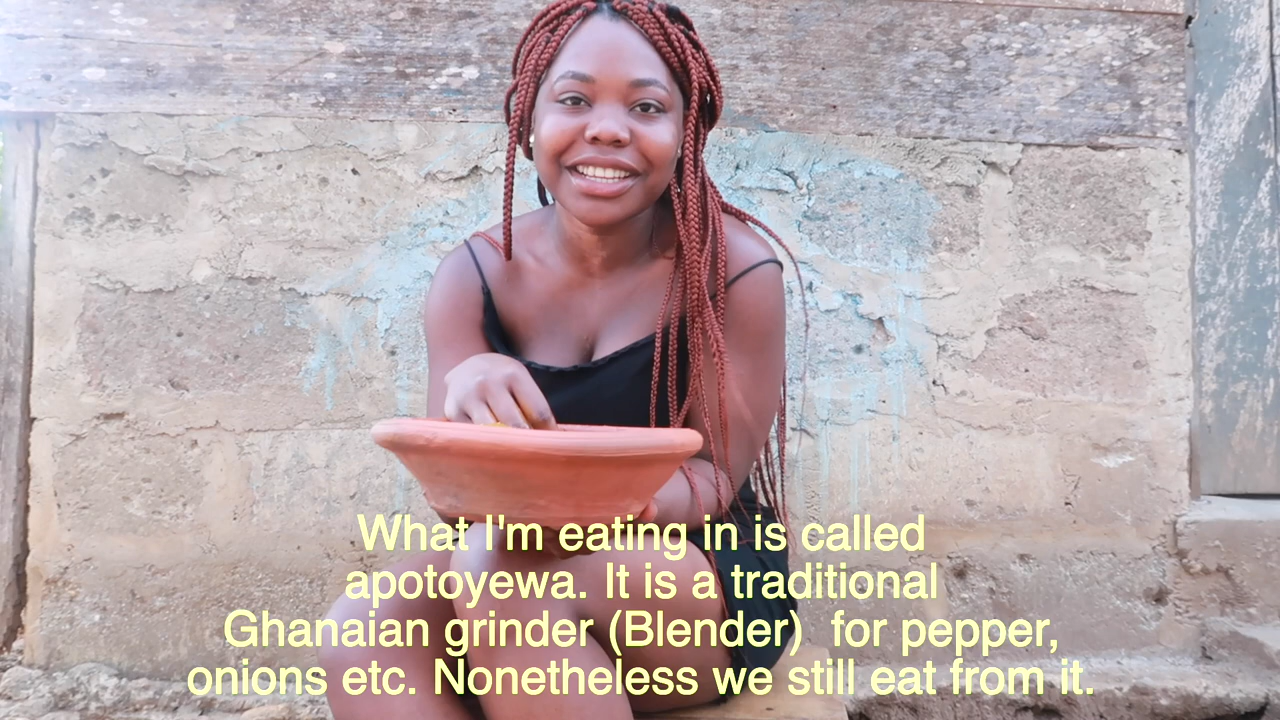 What I'm eating in is called
apotoyewa. It is a traditional
Ghanaian grinder (Blender)  for pepper,
onions etc. Nonetheless we still eat from it.